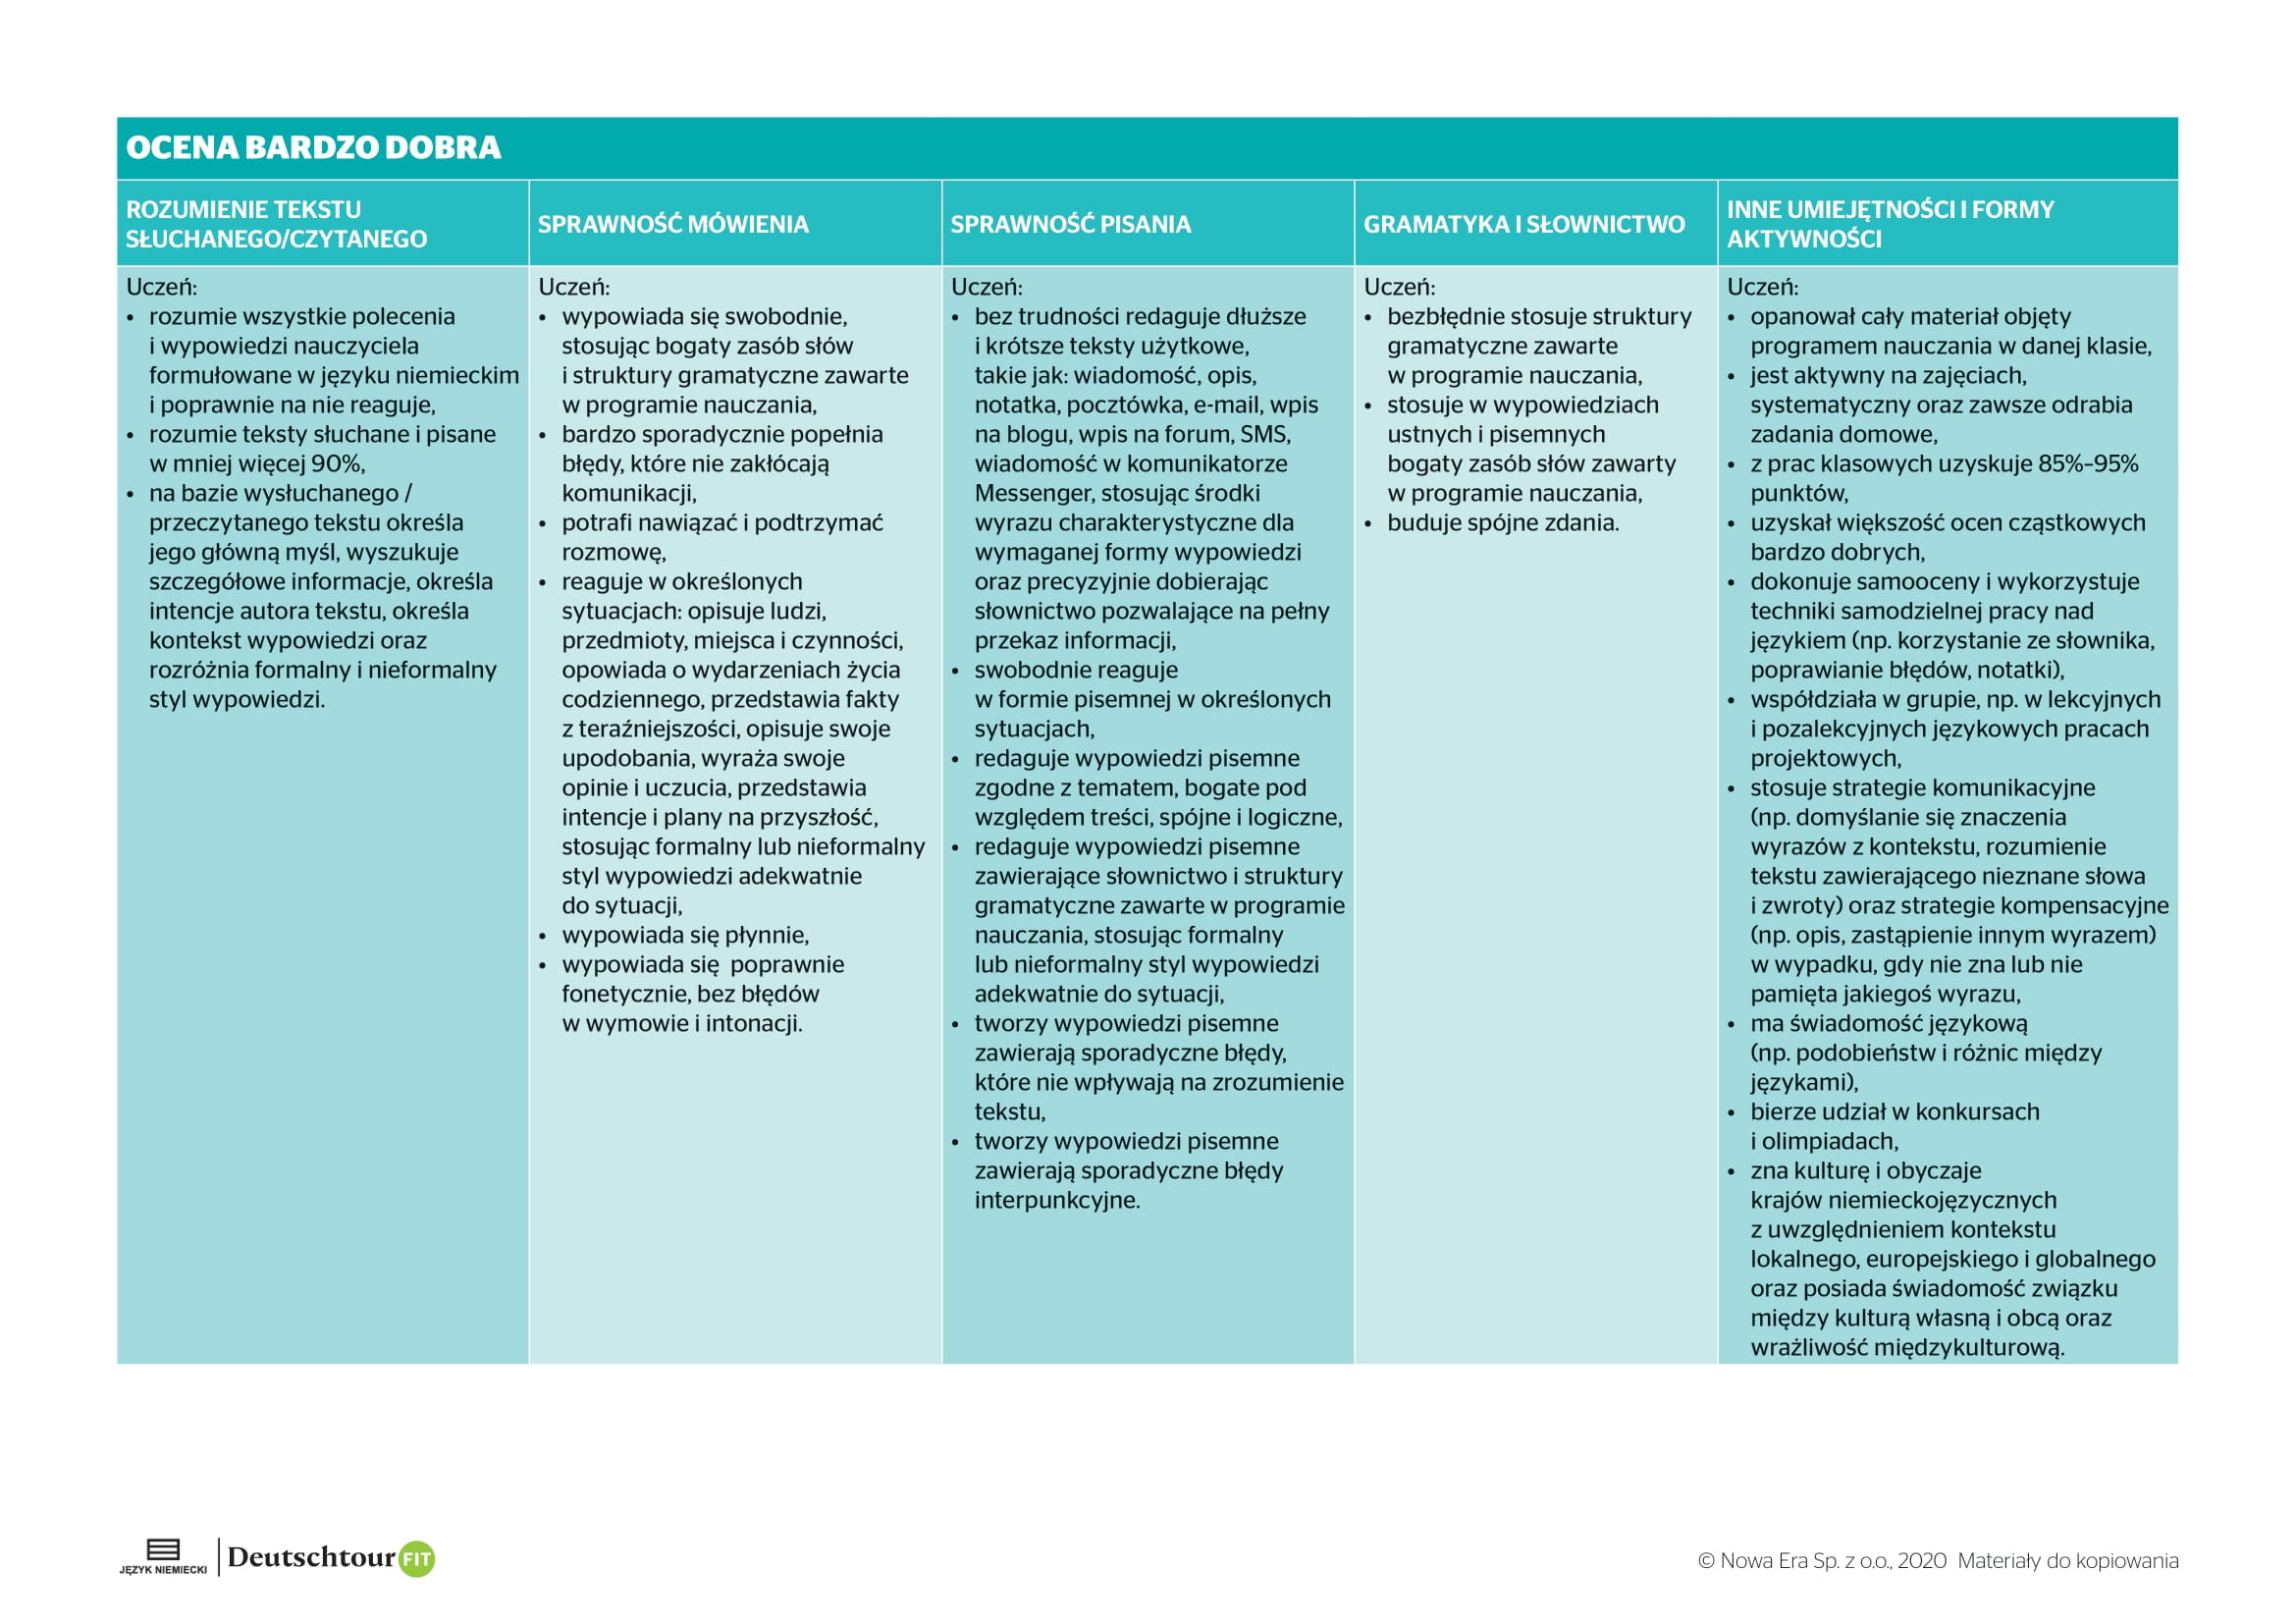 OCENA BARDZO DOBRA
ROZUMIENIE TEKSTU
SŁUCHANEGO/CZYTANEGO
Uczeń:
• rozumie wszystkie polecenia
i wypowiedzi nauczyciela
formułowane w języku niemieckim
i poprawnie na nie reaguje,
• rozumie teksty słuchane i pisane
w mniej więcej 90%,
• na bazie wysłuchanego /
przeczytanego tekstu określa
jego główną myśl, wyszukuje
szczegółowe informacje, określa
intencje autora tekstu, określa
kontekst wypowiedzi oraz
rozróżnia formalny i nieformalny
styl wypowiedzi.
SPRAWNOŚĆ MÓWIENIA
Uczeń:
• wypowiada się swobodnie,
stosując bogaty zasób słów
i struktury gramatyczne zawarte
w programie nauczania,
• bardzo sporadycznie popełnia
błędy, które nie zakłócają
komunikacji,
• potrafi nawiązać i podtrzymać
rozmowę,
• reaguje w określonych
sytuacjach: opisuje ludzi,
przedmioty, miejsca i czynności,
opowiada o wydarzeniach życia
codziennego, przedstawia fakty
z teraźniejszości, opisuje swoje
upodobania, wyraża swoje
opinie i uczucia, przedstawia
intencje i plany na przyszłość,
stosując formalny lub nieformalny
styl wypowiedzi adekwatnie
do sytuacji,
• wypowiada się płynnie,
• wypowiada się poprawnie
fonetycznie, bez błędów
w wymowie i intonacji.
SPRAWNOŚĆ PISANIA
Uczeń:
• bez trudności redaguje dłuższe
i krótsze teksty użytkowe,
takie jak: wiadomość, opis,
notatka, pocztówka, e-mail, wpis
na blogu, wpis na forum, SMS,
wiadomość w komunikatorze
Messenger, stosując środki
wyrazu charakterystyczne dla
wymaganej formy wypowiedzi
oraz precyzyjnie dobierając
słownictwo pozwalające na pełny
przekaz informacji,
• swobodnie reaguje
w formie pisemnej w określonych
sytuacjach,
• redaguje wypowiedzi pisemne
zgodne z tematem, bogate pod
względem treści, spójne i logiczne,
• redaguje wypowiedzi pisemne
zawierające słownictwo i struktury
gramatyczne zawarte w programie
nauczania, stosując formalny
lub nieformalny styl wypowiedzi
adekwatnie do sytuacji,
• tworzy wypowiedzi pisemne
zawierają sporadyczne błędy,
które nie wpływają na zrozumienie
tekstu,
• tworzy wypowiedzi pisemne
zawierają sporadyczne błędy
interpunkcyjne.
GRAMATYKA I SŁOWNICTWO
Uczeń:
• bezbłędnie stosuje struktury
gramatyczne zawarte
w programie nauczania,
• stosuje w wypowiedziach
ustnych i pisemnych
bogaty zasób słów zawarty
w programie nauczania,
• buduje spójne zdania.
INNE UMIEJĘTNOŚCI I FORMY
AKTYWNOŚCI
Uczeń:
• opanował cały materiał objęty
programem nauczania w danej klasie,
• jest aktywny na zajęciach,
systematyczny oraz zawsze odrabia
zadania domowe,
• z prac klasowych uzyskuje 85%–95%
punktów,
• uzyskał większość ocen cząstkowych
bardzo dobrych,
• dokonuje samooceny i wykorzystuje
techniki samodzielnej pracy nad
językiem (np. korzystanie ze słownika,
poprawianie błędów, notatki),
• współdziała w grupie, np. w lekcyjnych
i pozalekcyjnych językowych pracach
projektowych,
• stosuje strategie komunikacyjne
(np. domyślanie się znaczenia
wyrazów z kontekstu, rozumienie
tekstu zawierającego nieznane słowa
i zwroty) oraz strategie kompensacyjne
(np. opis, zastąpienie innym wyrazem)
w wypadku, gdy nie zna lub nie
pamięta jakiegoś wyrazu,
• ma świadomość językową
(np. podobieństw i różnic między
językami),
• bierze udział w konkursach
i olimpiadach,
• zna kulturę i obyczaje
krajów niemieckojęzycznych
z uwzględnieniem kontekstu
lokalnego, europejskiego i globalnego
oraz posiada świadomość związku
między kulturą własną i obcą oraz
wrażliwość międzykulturową.
JĘZYK NIEMIECKI
Deutschtour FIT
© Nowa Era Sp. z o.o., 2020 Materiały do kopiowania